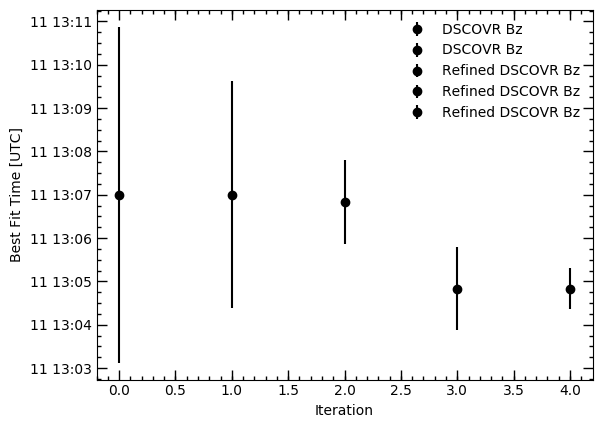 11 13:11
11 13:10
11 13:09
11 13:08
11 13:07
11 13:06
11 13:05
11 13:04
11 13:03
Best Fit Time [UTC]
DSCOVR Bz
DSCOVR Bz
Refined DSCOVR Bz
Refined DSCOVR Bz
Refined DSCOVR Bz
0.0 0.5 1.0 1.5 2.0 2.5 3.0 3.5 4.0
Iteration